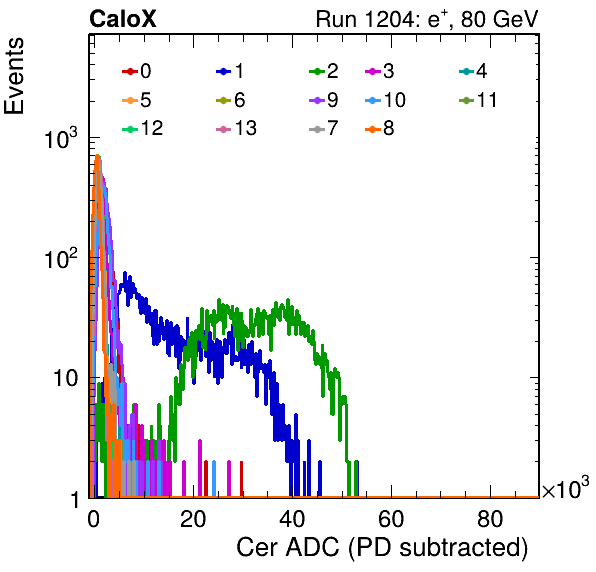 CaloX Run 1204: e⁺, 80 GeV
Events
0 1 2 3 4
5 6 9 10 11
12 13 7 8
10³
10²
10
1
0 20 40 60 80 ×10³
Cer ADC (PD subtracted)